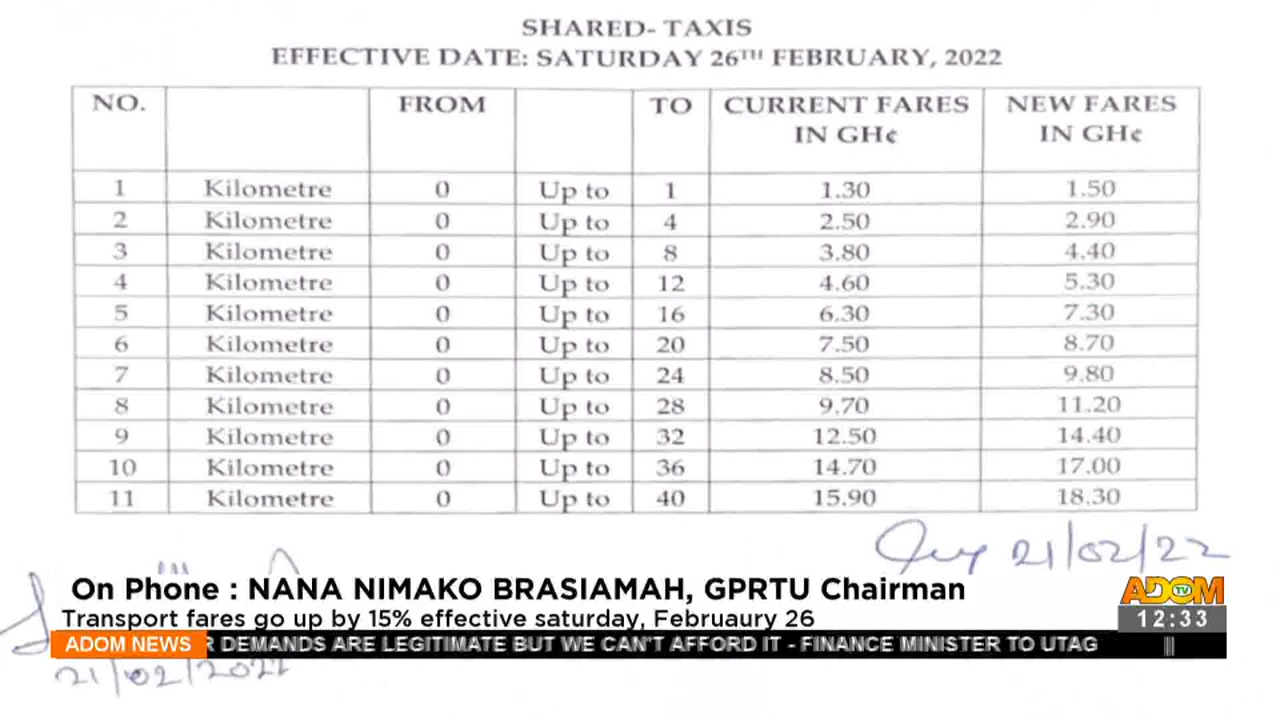 SHARED- TAXIS
EFFECTIVE DATE: SATURDAY 26TH FEBRUARY, 2022
NO. FROM TO CURRENT FARES IN GH¢ NEW FARES IN GH¢
1 Kilometre 0 Up to 1 1.30 1.50
2 Kilometre 0 Up to 4 2.50 2.90
3 Kilometre 0 Up to 8 3.80 4.40
4 Kilometre 0 Up to 12 4.60 5.30
5 Kilometre 0 Up to 16 6.30 7.30
6 Kilometre 0 Up to 20 7.50 8.70
7 Kilometre 0 Up to 24 8.50 9.80
8 Kilometre 0 Up to 28 9.70 11.20
9 Kilometre 0 Up to 32 12.50 14.40
10 Kilometre 0 Up to 36 14.70 17.00
11 Kilometre 0 Up to 40 15.90 18.30
21/02/22
On Phone : NANA NIMAKO BRASIAMAH, GPRTU Chairman
Transport fares go up by 15% effective saturday, Februaury 26
ADOM TV
12:33
ADOM NEWS R DEMANDS ARE LEGITIMATE BUT WE CAN'T AFFORD IT - FINANCE MINISTER TO UTAG
21/02/2022